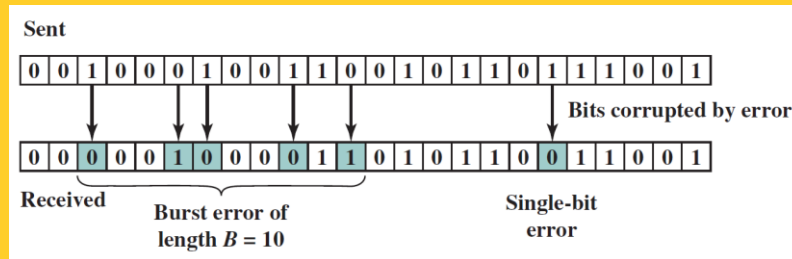 Sent
0 0 1 0 0 0 1 0 0 1 1 0 0 1 0 1 1 0 1 1 1 0 0 1
Bits corrupted by error
0 0 0 0 0 1 0 0 0 0 1 1 0 1 0 1 1 0 0 1 1 0 0 1
Received
Burst error of
length B = 10
Single-bit
error